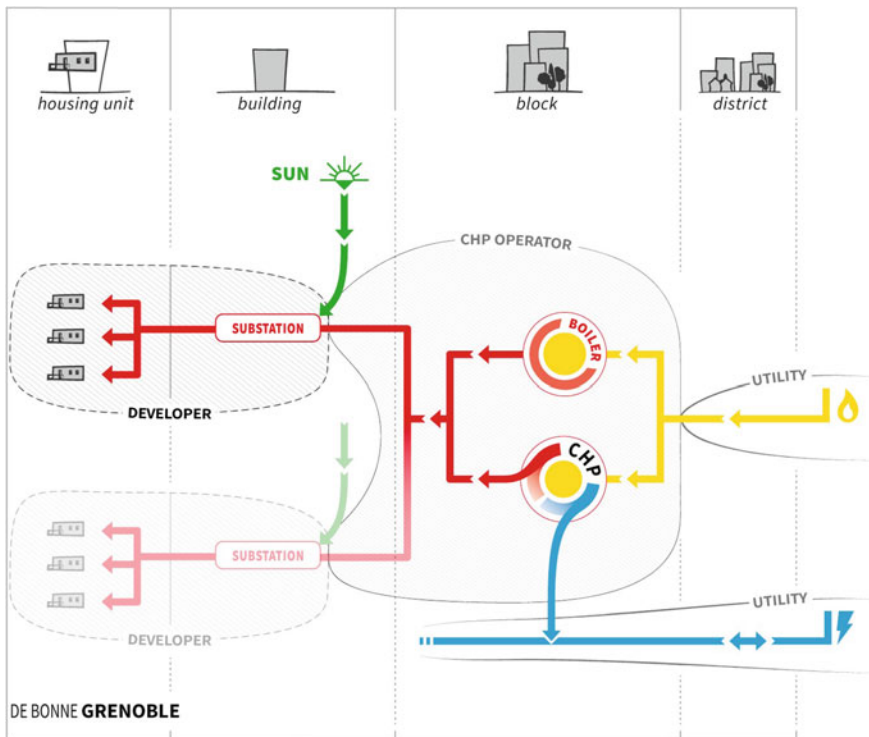 housing unit
building
block
district
SUN
CHP OPERATOR
SUBSTATION
BOILER
UTILITY
DEVELOPER
CHP
SUBSTATION
UTILITY
DEVELOPER
DE BONNE GRENOBLE